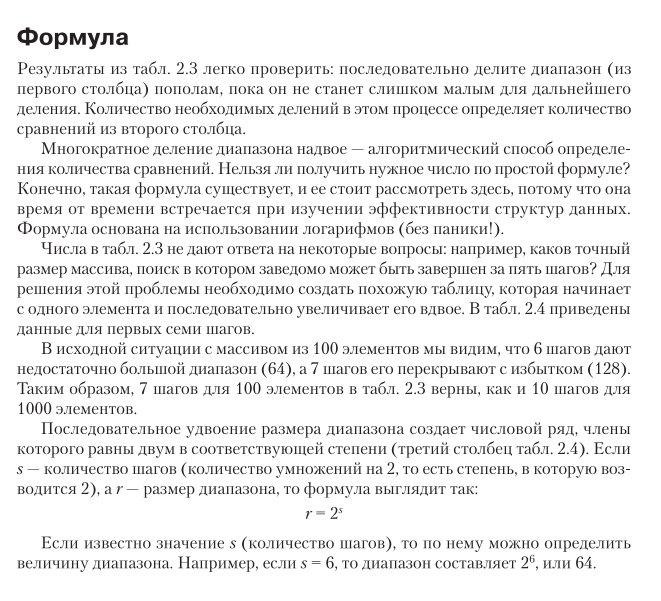 Формула
Результаты из табл. 2.3 легко проверить: последовательно делите диапазон (из
первого столбца) пополам, пока он не станет слишком малым для дальнейшего
деления. Количество необходимых делений в этом процессе определяет количество
сравнений из второго столбца.
Многократное деление диапазона надвое — алгоритмический способ определе-
ния количества сравнений. Нельзя ли получить нужное число по простой формуле?
Конечно, такая формула существует, и ее стоит рассмотреть здесь, потому что она
время от времени встречается при изучении эффективности структур данных.
Формула основана на использовании логарифмов (без паники!).
Числа в табл. 2.3 не дают ответа на некоторые вопросы: например, каков точный
размер массива, поиск в котором заведомо может быть завершен за пять шагов? Для
решения этой проблемы необходимо создать похожую таблицу, которая начинает
с одного элемента и последовательно увеличивает его вдвое. В табл. 2.4 приведены
данные для первых семи шагов.
В исходной ситуации с массивом из 100 элементов мы видим, что 6 шагов дают
недостаточно большой диапазон (64), а 7 шагов его перекрывают с избытком (128).
Таким образом, 7 шагов для 100 элементов в табл. 2.3 верны, как и 10 шагов для
1000 элементов.
Последовательное удвоение размера диапазона создает числовой ряд, члены
которого равны двум в соответствующей степени (третий столбец табл. 2.4). Если
s — количество шагов (количество умножений на 2, то есть степень, в которую воз-
водится 2), а r — размер диапазона, то формула выглядит так:
r = 2ˢ
Если известно значение s (количество шагов), то по нему можно определить
величину диапазона. Например, если s = 6, то диапазон составляет 2⁶, или 64.